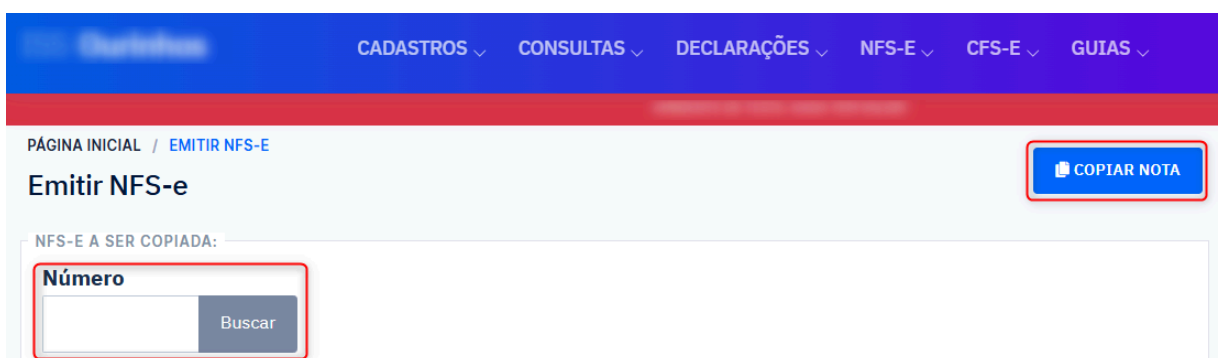 CADASTROS CONSULTAS DECLARAÇÕES NFS-E CFS-E GUIAS
PÁGINA INICIAL / EMITIR NFS-E
Emitir NFS-e
COPIAR NOTA
NFS-E A SER COPIADA:
Número
Buscar